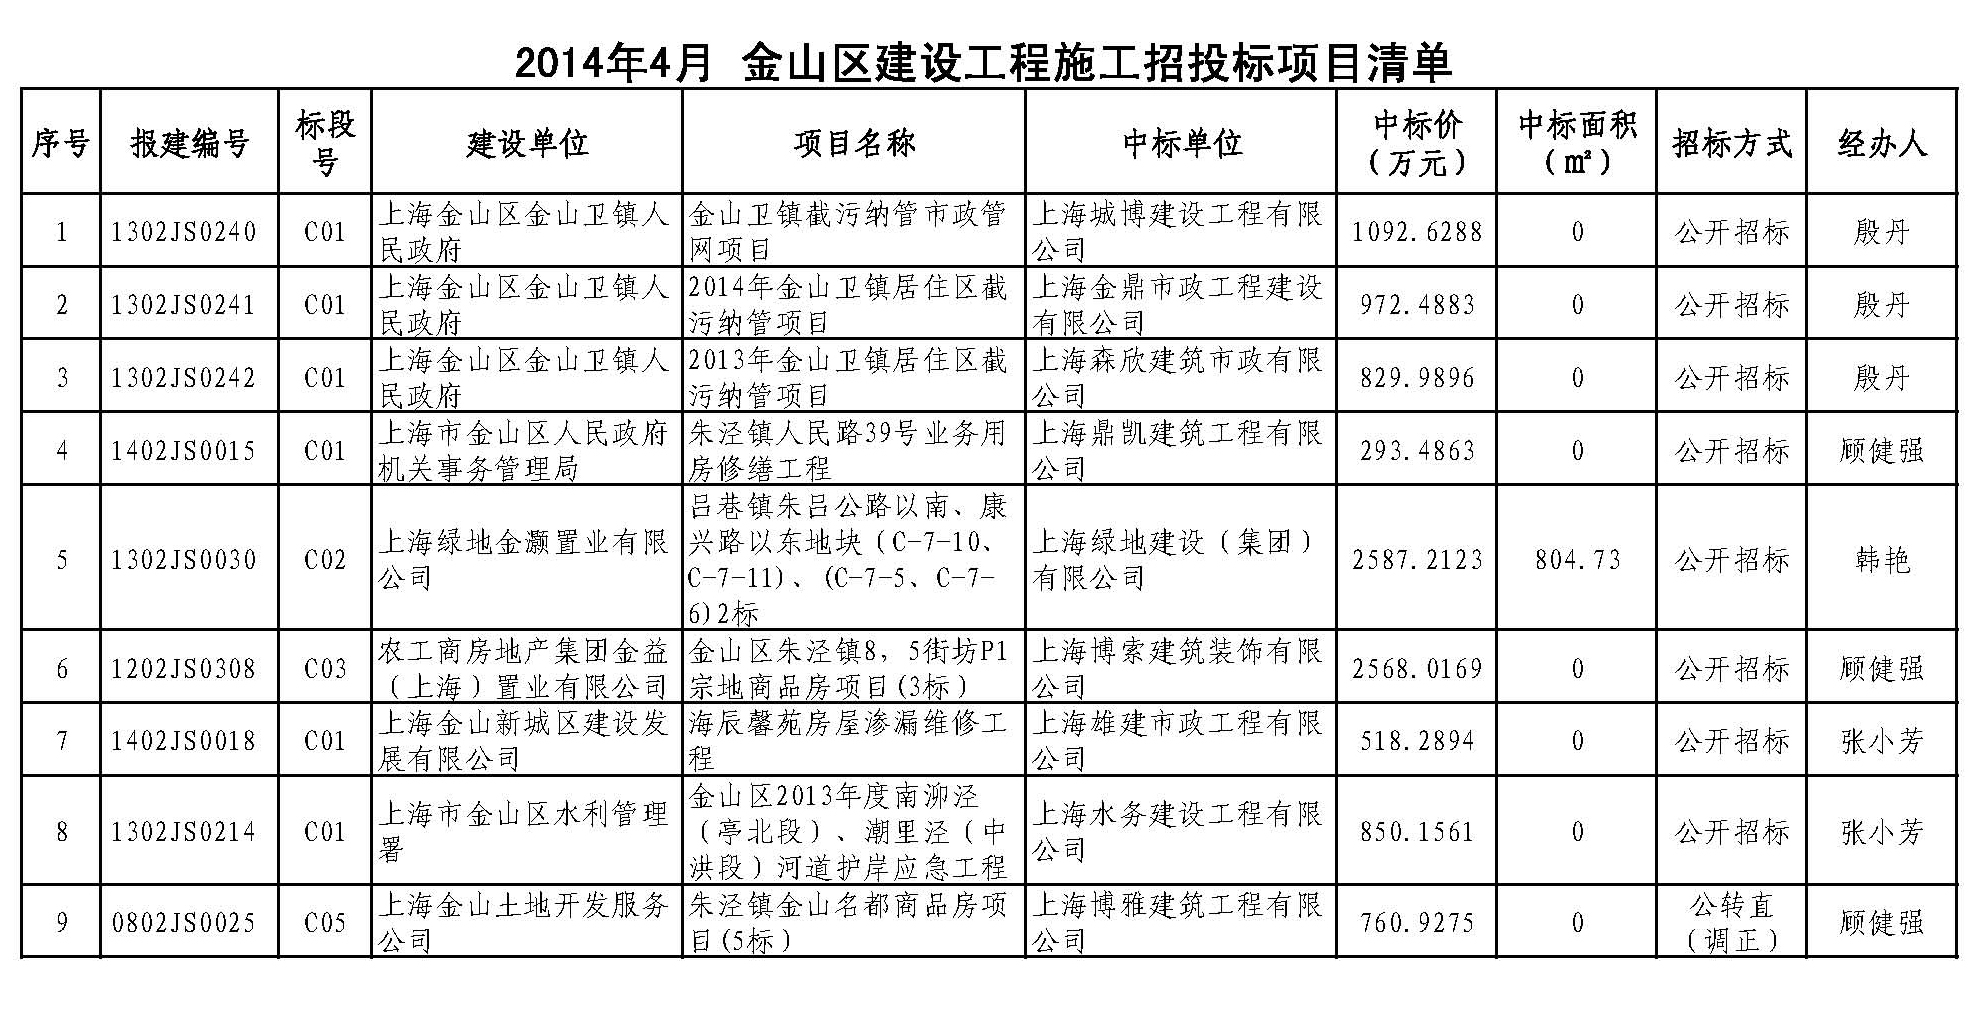 2014年4月 金山区建设工程施工招投标项目清单
序号 报建编号 标段号 建设单位 项目名称 中标单位 中标价（万元） 中标面积（㎡） 招标方式 经办人
1 1302JS0240 C01 上海金山区金山卫镇人民政府 金山卫镇截污纳管市政管网项目 上海城博建设工程有限公司 1092.6288 0 公开招标 殷丹
2 1302JS0241 C01 上海金山区金山卫镇人民政府 2014年金山卫镇居住区截污纳管项目 上海金鼎市政工程建设有限公司 972.4883 0 公开招标 殷丹
3 1302JS0242 C01 上海金山区金山卫镇人民政府 2013年金山卫镇居住区截污纳管项目 上海森欣建筑市政有限公司 829.9896 0 公开招标 殷丹
4 1402JS0015 C01 上海市金山区人民政府机关事务管理局 朱泾镇人民路39号业务用房修缮工程 上海鼎凯建筑工程有限公司 293.4863 0 公开招标 顾健强
5 1302JS0030 C02 上海绿地金灏置业有限公司 吕巷镇朱吕公路以南、康兴路以东地块（C-7-10、C-7-11)、(C-7-5、C-7-6)2标 上海绿地建设（集团）有限公司 2587.2123 804.73 公开招标 韩艳
6 1202JS0308 C03 农工商房地产集团金益（上海）置业有限公司 金山区朱泾镇8，5街坊P1宗地商品房项目(3标） 上海博索建筑装饰有限公司 2568.0169 0 公开招标 顾健强
7 1402JS0018 C01 上海金山新城区建设发展有限公司 海辰馨苑房屋渗漏维修工程 上海雄建市政工程有限公司 518.2894 0 公开招标 张小芳
8 1302JS0214 C01 上海市金山区水利管理署 金山区2013年度南泖泾（亭北段）、潮里泾（中洪段）河道护岸应急工程 上海水务建设工程有限公司 850.1561 0 公开招标 张小芳
9 0802JS0025 C05 上海金山土地开发服务公司 朱泾镇金山名都商品房项目(5标） 上海博雅建筑工程有限公司 760.9275 0 公转直（调正） 顾健强